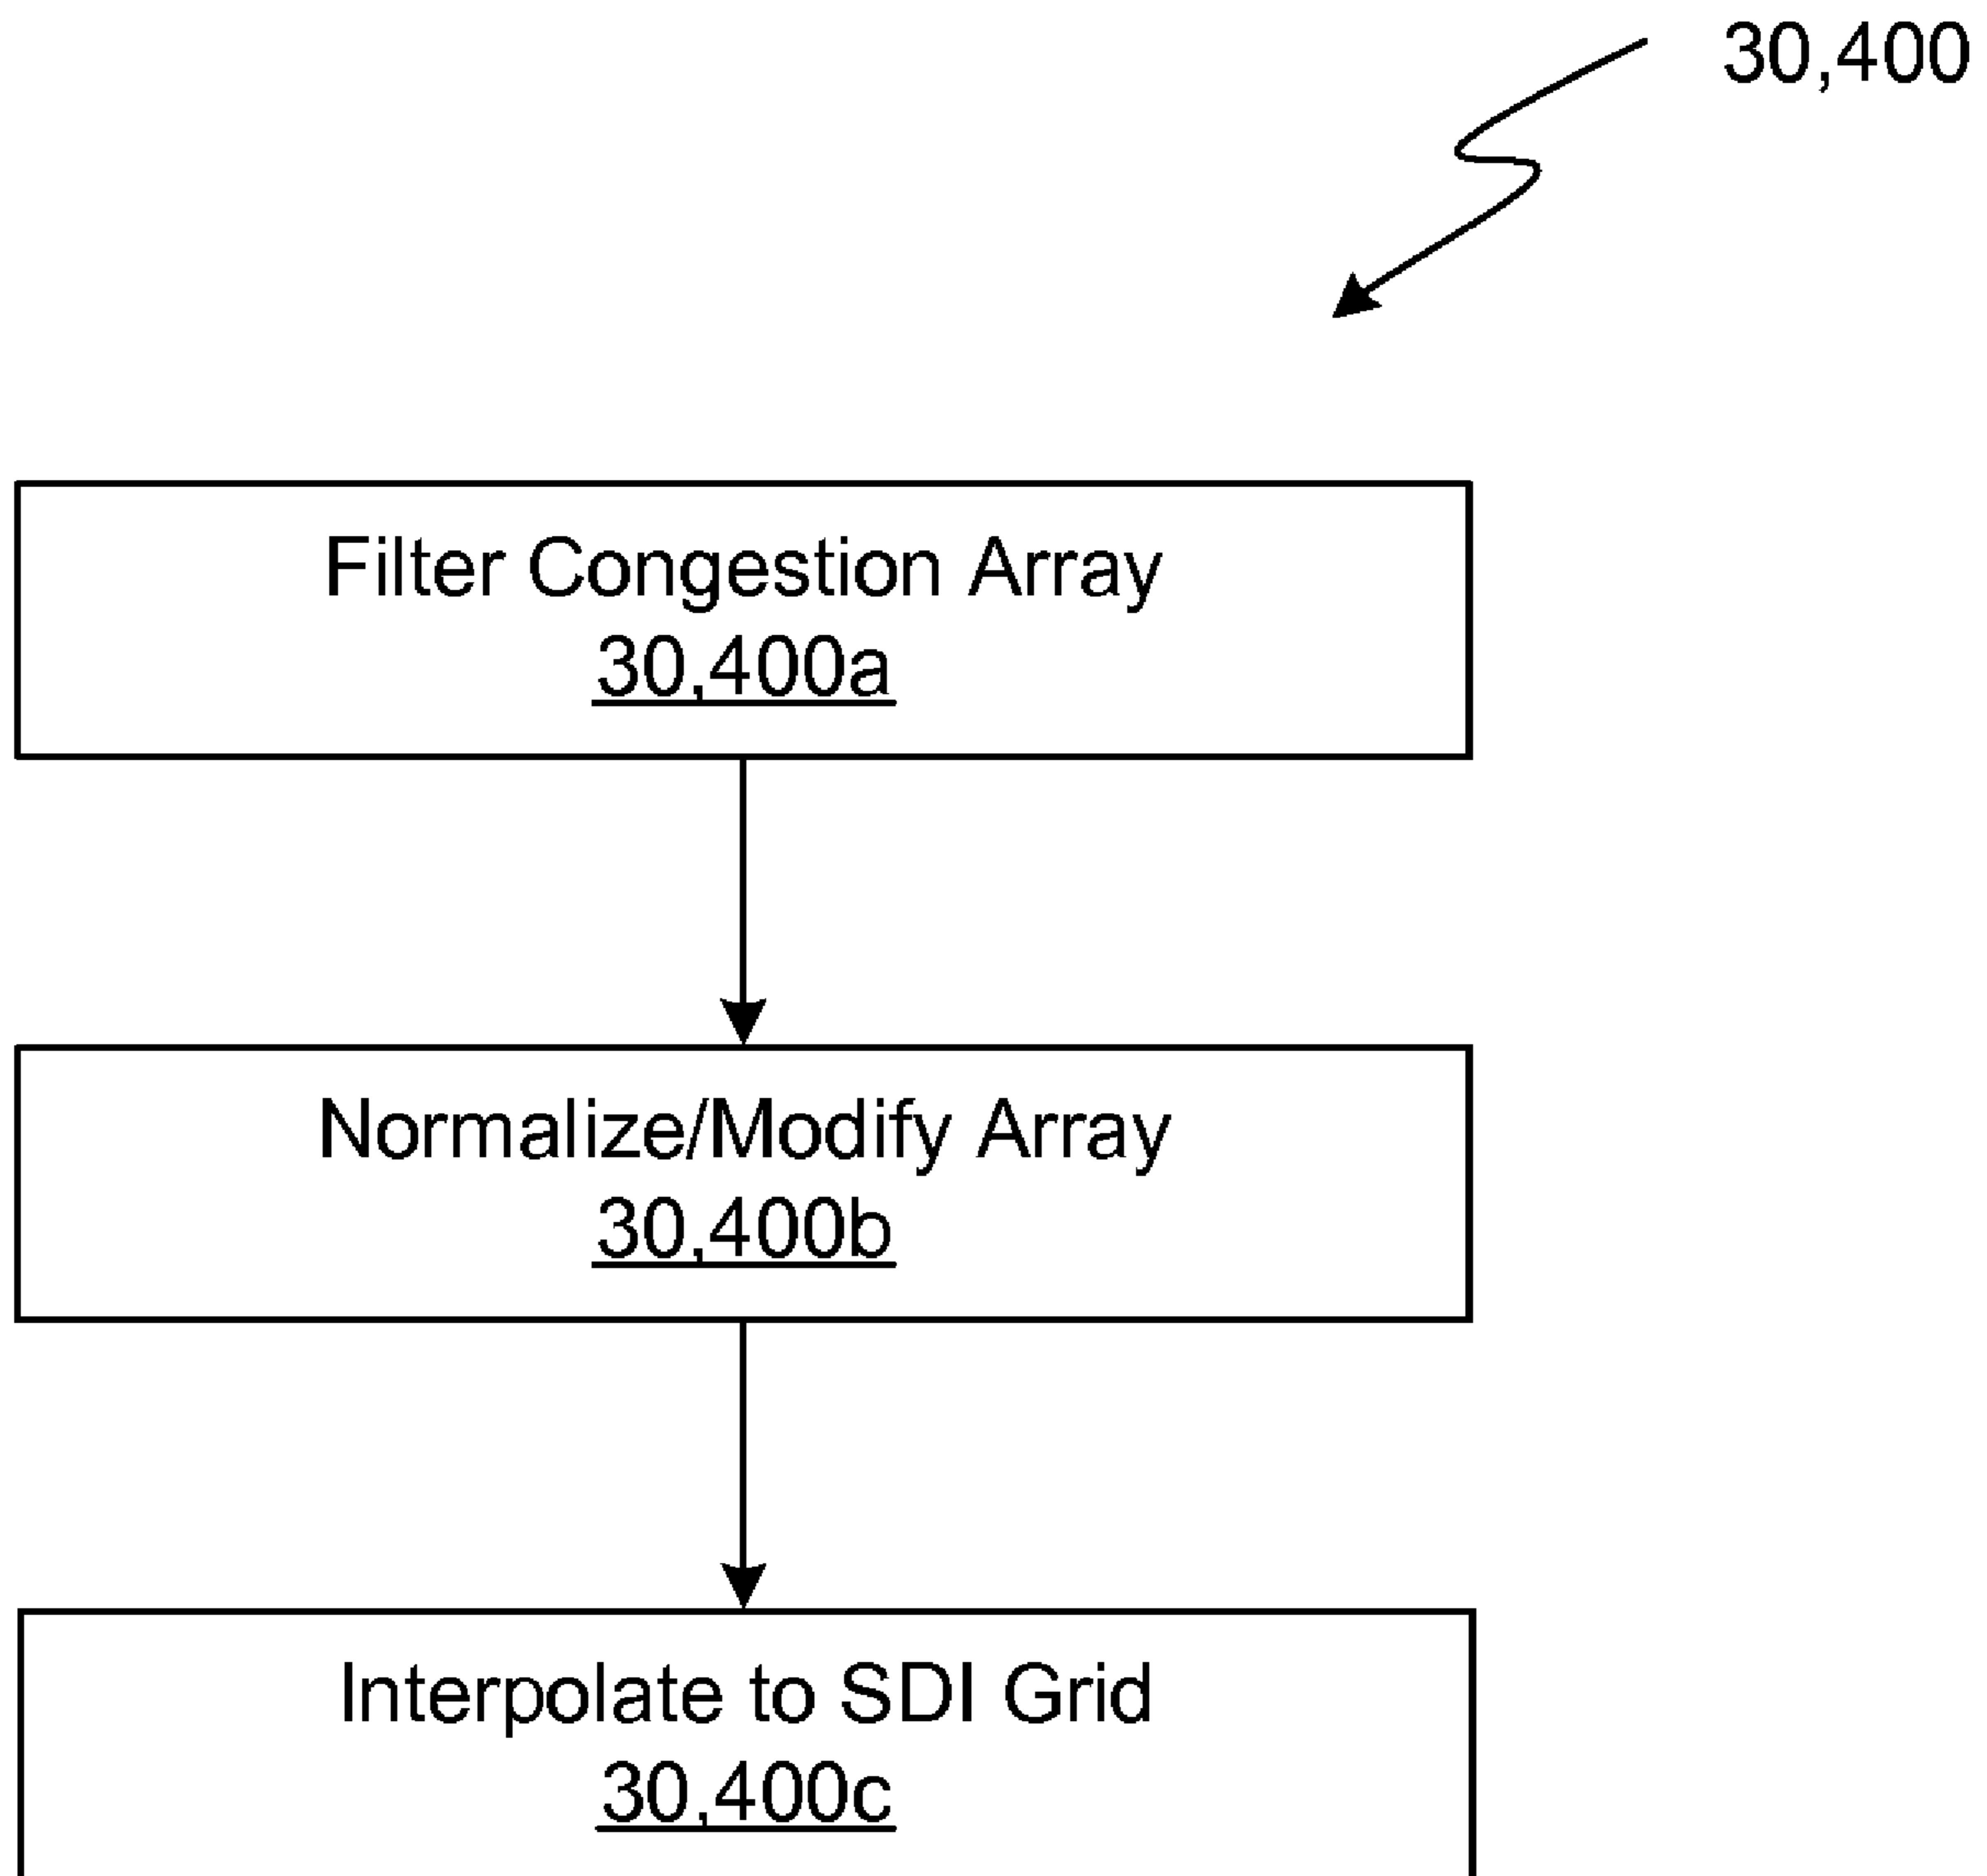 30,400
Filter Congestion Array
30,400a
Normalize/Modify Array
30,400b
Interpolate to SDI Grid
30,400c